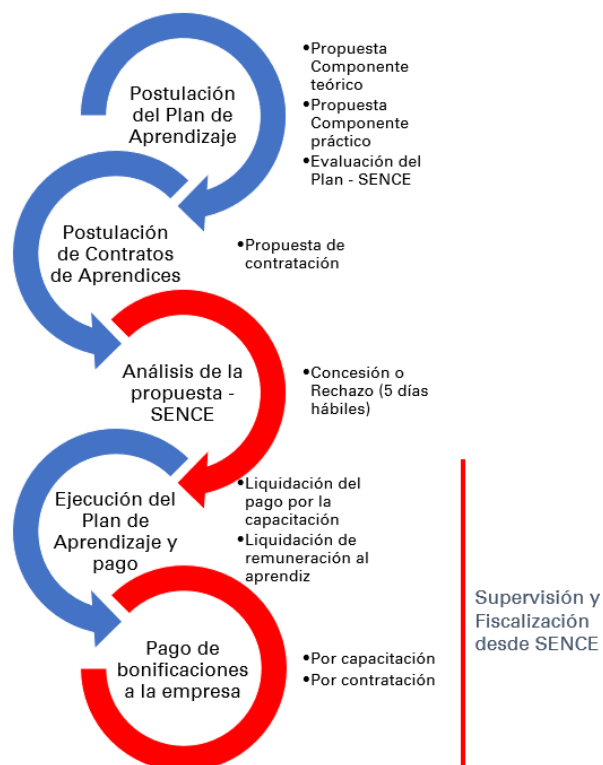 Postulación
del Plan de
Aprendizaje
•Propuesta
Componente
teórico
•Propuesta
Componente
práctico
•Evaluación del
Plan - SENCE
Postulación
de Contratos
de Aprendices
•Propuesta de
contratación
Análisis de la
propuesta -
SENCE
•Concesión o
Rechazo (5 días
hábiles)
Ejecución del
Plan de
Aprendizaje y
pago
•Liquidación del
pago por la
capacitación
•Liquidación de
remuneración al
aprendiz
Pago de
bonificaciones
a la empresa
•Por capacitación
•Por contratación
Supervisión y
Fiscalización
desde SENCE